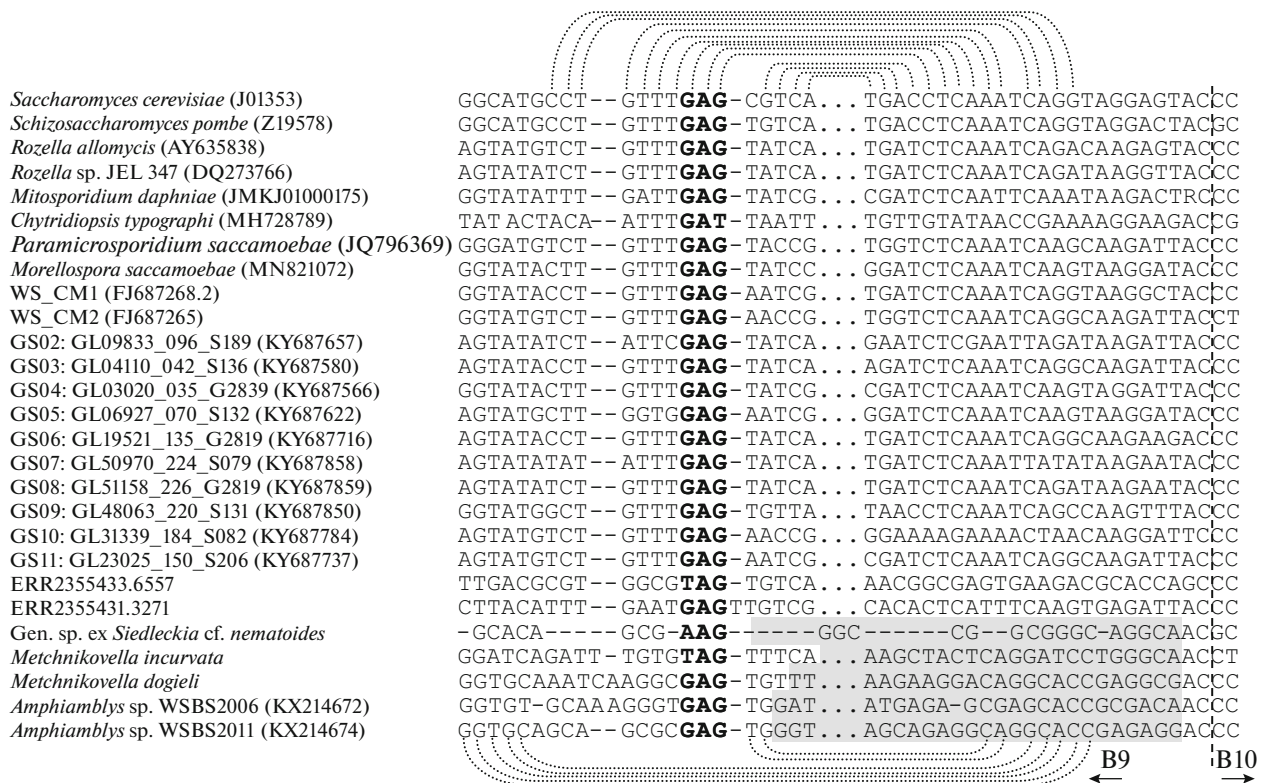 Saccharomyces cerevisiae (J01353) GGCATGCCT--GTTTGAG-CGTCA...TGACCTCAAATCAGGTAGGAGTACCC
Schizosaccharomyces pombe (Z19578) GGCATGCCT--GTTTGAG-TGTCA...TGACCTCAAATCAGGTAGGACTACGC
Rozella allomycis (AY635838) AGTATGTCT--GTTTGAG-TATCA...TGATCTCAAATCAGACAAGAGTACCC
Rozella sp. JEL 347 (DQ273766) AGTATATCT--GTTTGAG-TATCA...TGATCTCAAATCAGATAAGGTTACCC
Mitosporidium daphniae (JMKJ01000175) GGTATATTT--GATTGAG-TATCG...CGATCTCAATTCAAATAAGACTRCCC
Chytridiopsis typographi (MH728789) TATACTACA--ATTTGAT-TAATT...TGTTGTATAACCGAAAAGGAAGACCG
Paramicrosporidium saccamoebae (JQ796369) GGGATGTCT--GTTTGAG-TACCG...TGGTCTCAAATCAGGCAAGATTACCC
Morellospora saccamoebae (MN821072) GGTATACTT--GTTTGAG-TATCC...GGATCTCAAATCAAGTAAGGATACCC
WS_CM1 (FJ687268.2) GGTATACCT--GTTTGAG-AATCG...TGATCTCAAATCAGGTAAGGCTACCC
WS_CM2 (FJ687265) GGTATGTCT--GTTTGAG-AACCG...TGGTCTCAAATCAGGCAAGATTACCT
GS02: GL09833_096_S189 (KY687657) AGTATATCT--ATTCGAG-TATCA...GAATCTCGAATTAGATAAGATTACCC
GS03: GL04110_042_S136 (KY687580) AGTATACCT--GTTTGAG-TATCA...AGATCTCAAATCAGGCAAGATTACCC
GS04: GL03020_035_G2839 (KY687566) GGTATACTT--GTTTGAG-TATCG...CGATCTCAAATCAAGTAGGATTACCC
GS05: GL06927_070_S132 (KY687622) AGTATGCTT--GGTGGAG-AATCG...GGATCTCAAATCAAGTAAGGATACCC
GS06: GL19521_135_G2819 (KY687716) AGTATACCT--GTTTGAG-TATCA...TGATCTCAAATCAGGCAAGAAGACCC
GS07: GL50970_224_S079 (KY687858) AGTATATAT--ATTTGAG-TATCA...TGATCTCAAATTATATAAGAATACCC
GS08: GL51158_226_G2819 (KY687859) AGTATATCT--GTTTGAG-TATCA...TGATCTCAAATCAGATAAGAATACCC
GS09: GL48063_220_S131 (KY687850) GGTATGGCT--GTTTGAG-TGTTA...TAACCTCAAATCAGCCAAGTTTACCC
GS10: GL31339_184_S082 (KY687784) AGTATGTCT--GTTTGAG-AACCG...GGAAAAGAAAACTAACAAGGATTCCC
GS11: GL23025_150_S206 (KY687737) AGTATACCT--GTTTGAG-AATCG...CGATCTCAAATCAGGCAAGATTACCC
ERR2355433.6557 TTGACGCGT--GGCGTAG-TGTCA...AACGGCGAGTGAAGACGCACCAGCCC
ERR2355431.3271 CTTACATTT--GAATGAGTTGTCG...CACACTCATTTCAAGTGAGATTACCC
Gen. sp. ex Siedleckia cf. nematoides -GCACA-----GCG-AAG------GGC------CG--GCGGGC-AGGCAACGC
Metchnikovella incurvata GGATCAGATT-TGTGTAG-TTTCA...AAGCTACTCAGGATCCTGGGCAACCT
Metchnikovella dogieli GGTGCAAATCAAGGCGAG-TGTTT...AAGAAGGACAGGCACCGAGGCGACCC
Amphiamblys sp. WSBS2006 (KX214672) GGTGT-GCAAAGGGTGAG-TGGAT...ATGAGA-GCGAGCACCGCGACAACCC
Amphiamblys sp. WSBS2011 (KX214674) GGTGCAGCA--GCGCGAG-TGGGT...AGCAGAGGCAGGCACCGAGAGGACCC
B9 B10